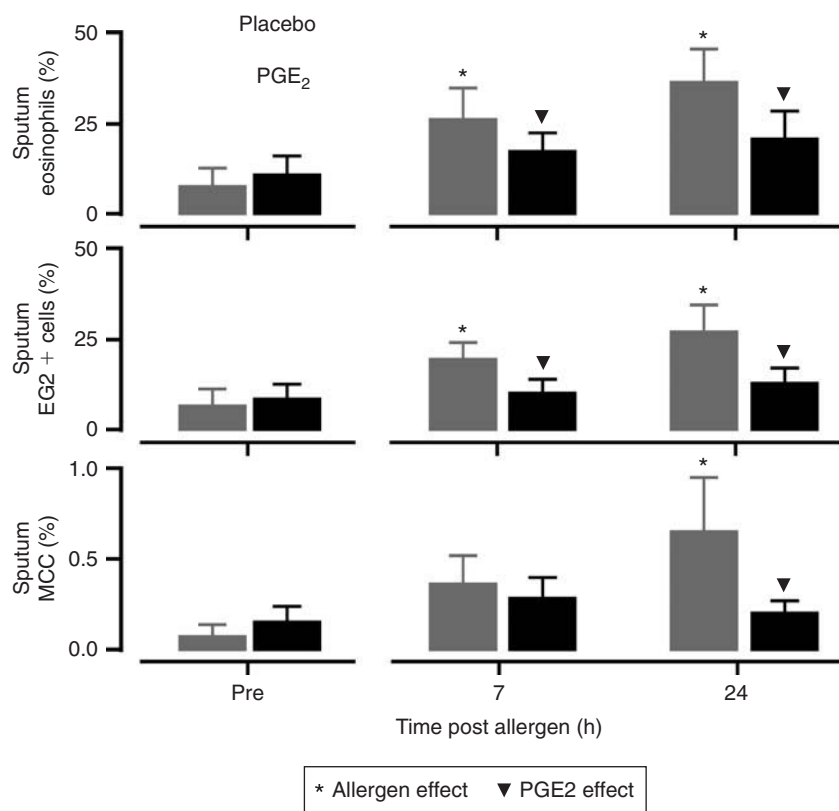 Placebo
PGE2
Sputum
eosinophils (%)
50
25
0
*
▼
*
▼
Sputum
EG2 + cells (%)
50
25
0
*
▼
*
▼
Sputum
MCC (%)
1.0
0.5
0.0
*
▼
Pre
7
24
Time post allergen (h)
* Allergen effect ▼ PGE2 effect